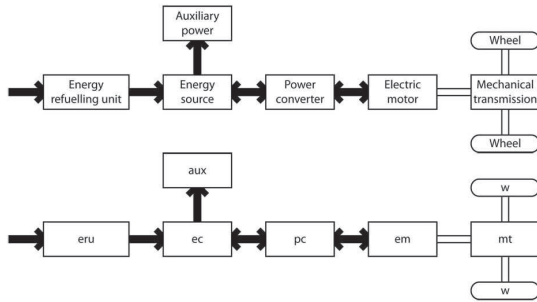 Auxiliary
power
Wheel
Energy
refuelling unit
Energy
source
Power
converter
Electric
motor
Mechanical
transmission
Wheel
aux
w
eru
ec
pc
em
mt
w